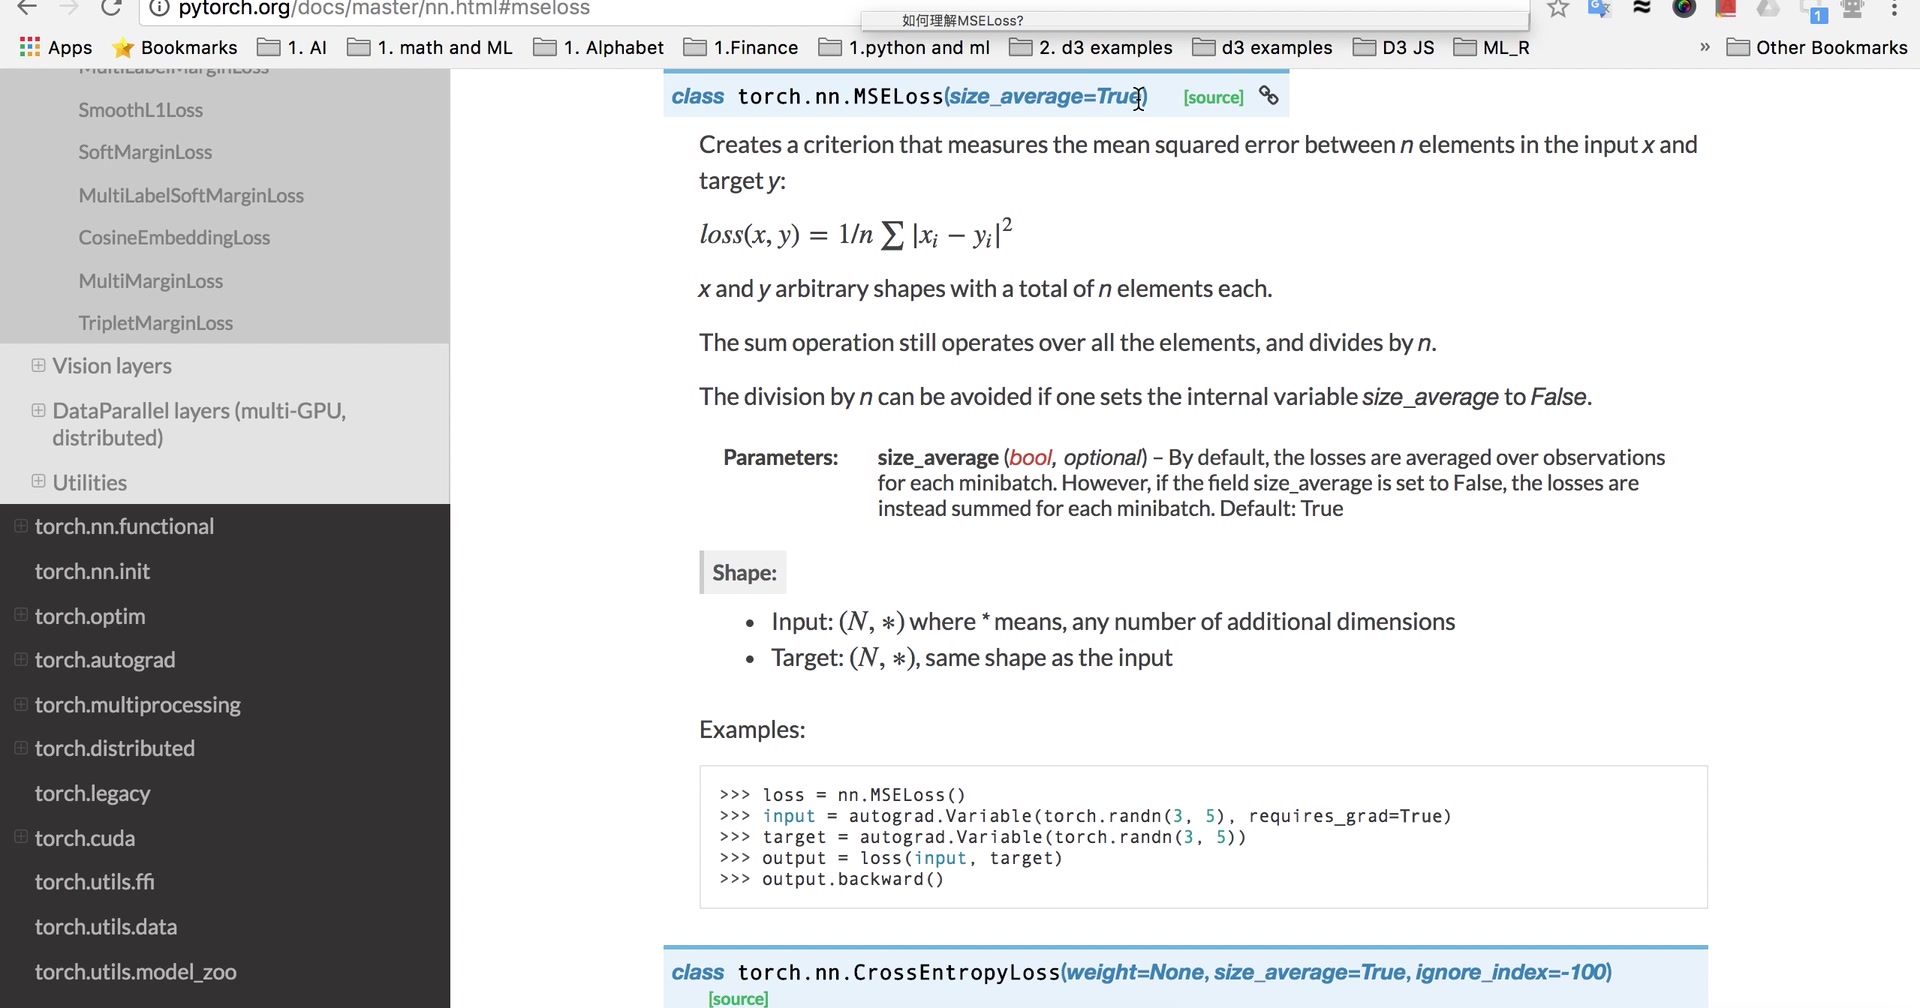 pytorch.org/docs/master/nn.html#mseloss
如何理解MSELoss?
1
Apps Bookmarks 1. AI 1. math and ML 1. Alphabet 1.Finance 1.python and ml 2. d3 examples d3 examples D3 JS ML_R » Other Bookmarks
MultiLabelMarginLoss
SmoothL1Loss
SoftMarginLoss
MultiLabelSoftMarginLoss
CosineEmbeddingLoss
MultiMarginLoss
TripletMarginLoss
Vision layers
DataParallel layers (multi-GPU,
distributed)
Utilities
torch.nn.functional
torch.nn.init
torch.optim
torch.autograd
torch.multiprocessing
torch.distributed
torch.legacy
torch.cuda
torch.utils.ffi
torch.utils.data
torch.utils.model_zoo
class torch.nn.MSELoss(size_average=True) [source]
Creates a criterion that measures the mean squared error between n elements in the input x and
target y:
loss(x, y) = 1/n ∑ |xᵢ − yᵢ|²
x and y arbitrary shapes with a total of n elements each.
The sum operation still operates over all the elements, and divides by n.
The division by n can be avoided if one sets the internal variable size_average to False.
Parameters: size_average (bool, optional) – By default, the losses are averaged over observations
for each minibatch. However, if the field size_average is set to False, the losses are
instead summed for each minibatch. Default: True
Shape:
• Input: (N, ∗) where * means, any number of additional dimensions
• Target: (N, ∗), same shape as the input
Examples:
>>> loss = nn.MSELoss()
>>> input = autograd.Variable(torch.randn(3, 5), requires_grad=True)
>>> target = autograd.Variable(torch.randn(3, 5))
>>> output = loss(input, target)
>>> output.backward()
class torch.nn.CrossEntropyLoss(weight=None, size_average=True, ignore_index=-100)
[source]